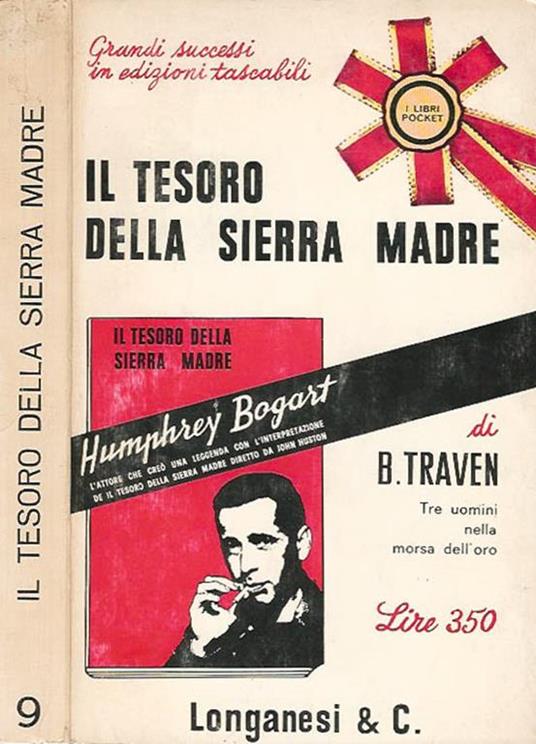 IL TESORO DELLA SIERRA MADRE
9
Grandi successi
in edizioni tascabili
I LIBRI
POCKET
IL TESORO
DELLA SIERRA MADRE
IL TESORO DELLA
SIERRA MADRE
Humphrey Bogart
L'ATTORE CHE CREÒ UNA LEGGENDA CON L'INTERPRETAZIONE
DE IL TESORO DELLA SIERRA MADRE DIRETTO DA JOHN HUSTON
di
B. TRAVEN
Tre uomini
nella
morsa dell'oro
Lire 350
Longanesi & C.